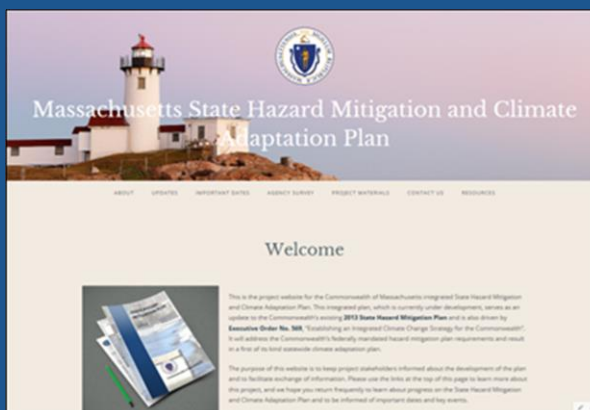 Massachusetts State Hazard Mitigation and Climate
Adaptation Plan
ABOUT UPDATES IMPORTANT DATES AGENCY SURVEY PROJECT MATERIALS CONTACT US RESOURCES
Welcome
This is the project website for the Commonwealth of Massachusetts integrated State Hazard Mitigation
and Climate Adaptation Plan. This integrated plan, which is currently under development, serves as an
update to the Commonwealth's existing 2013 State Hazard Mitigation Plan and is also driven by
Executive Order No. 569, "Establishing an Integrated Climate Change Strategy for the Commonwealth".
It will address the Commonwealth's federally mandated hazard mitigation plan requirements and result
in a first of its kind statewide climate adaptation plan.
The purpose of this website is to keep project stakeholders informed about the development of the plan
and to facilitate exchange of information. Please use the links at the top of this page to learn more about
this project, and we hope you return frequently to learn about progress on the State Hazard Mitigation
and Climate Adaptation Plan and to be informed of important dates and key events.